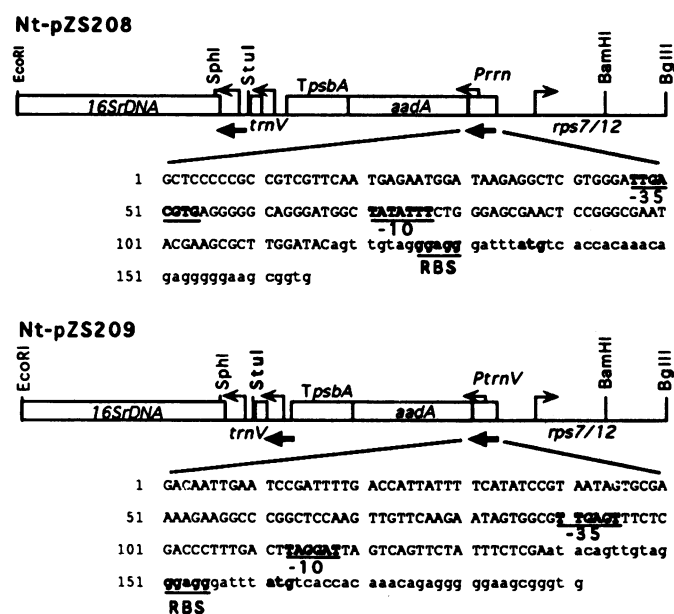 Nt-pZS208
EcoRI SphI StuI TpsbA Prrn BamHI BglII
16SrDNA trnV aadA rps7/12
1 GCTCCCCCGC CGTCGTTCAA TGAGAATGGA TAAGAGGCTC GTGGGATTGA
-35
51 CGTGAGGGGG CAGGGATGGC TATATTTCTG GGAGCGAACT CCGGGCGAAT
-10
101 ACGAAGCGCT TGGATACagt tgtagggagg gatttatgtc accacaaaca
RBS
151 gagggggaag cggtg
Nt-pZS209
EcoRI SphI StuI TpsbA PtrnV BamHI BglII
16SrDNA trnV aadA rps7/12
1 GACAATTGAA TCCGATTTTG ACCATTATTT TCATATCCGT AATAGTGCGA
51 AAAGAAGGCC CGGCTCCAAG TTGTTCAAGA ATAGTGGCGT TGAGTTTCTC
-35
101 GACCCTTTGA CTTAGGATTA GTCAGTTCTA TTTCTCGAat acagttgtag
-10
151 ggagggattt atgtcaccac aaacagaggg ggaagcgggt g
RBS